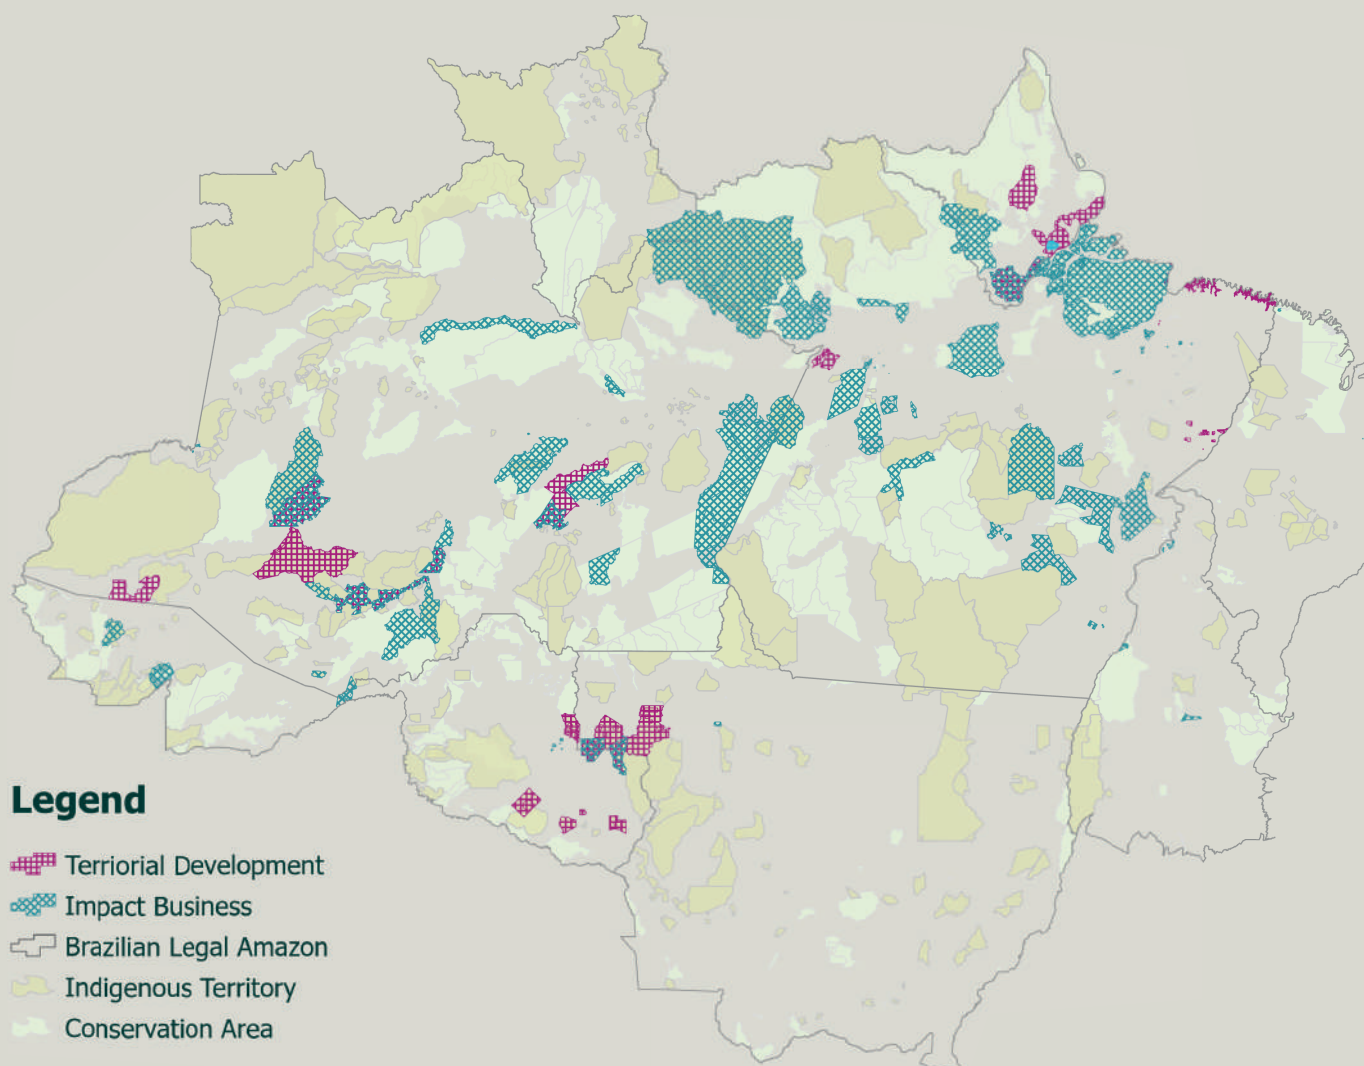 Legend
Terriorial Development
Impact Business
Brazilian Legal Amazon
Indigenous Territory
Conservation Area